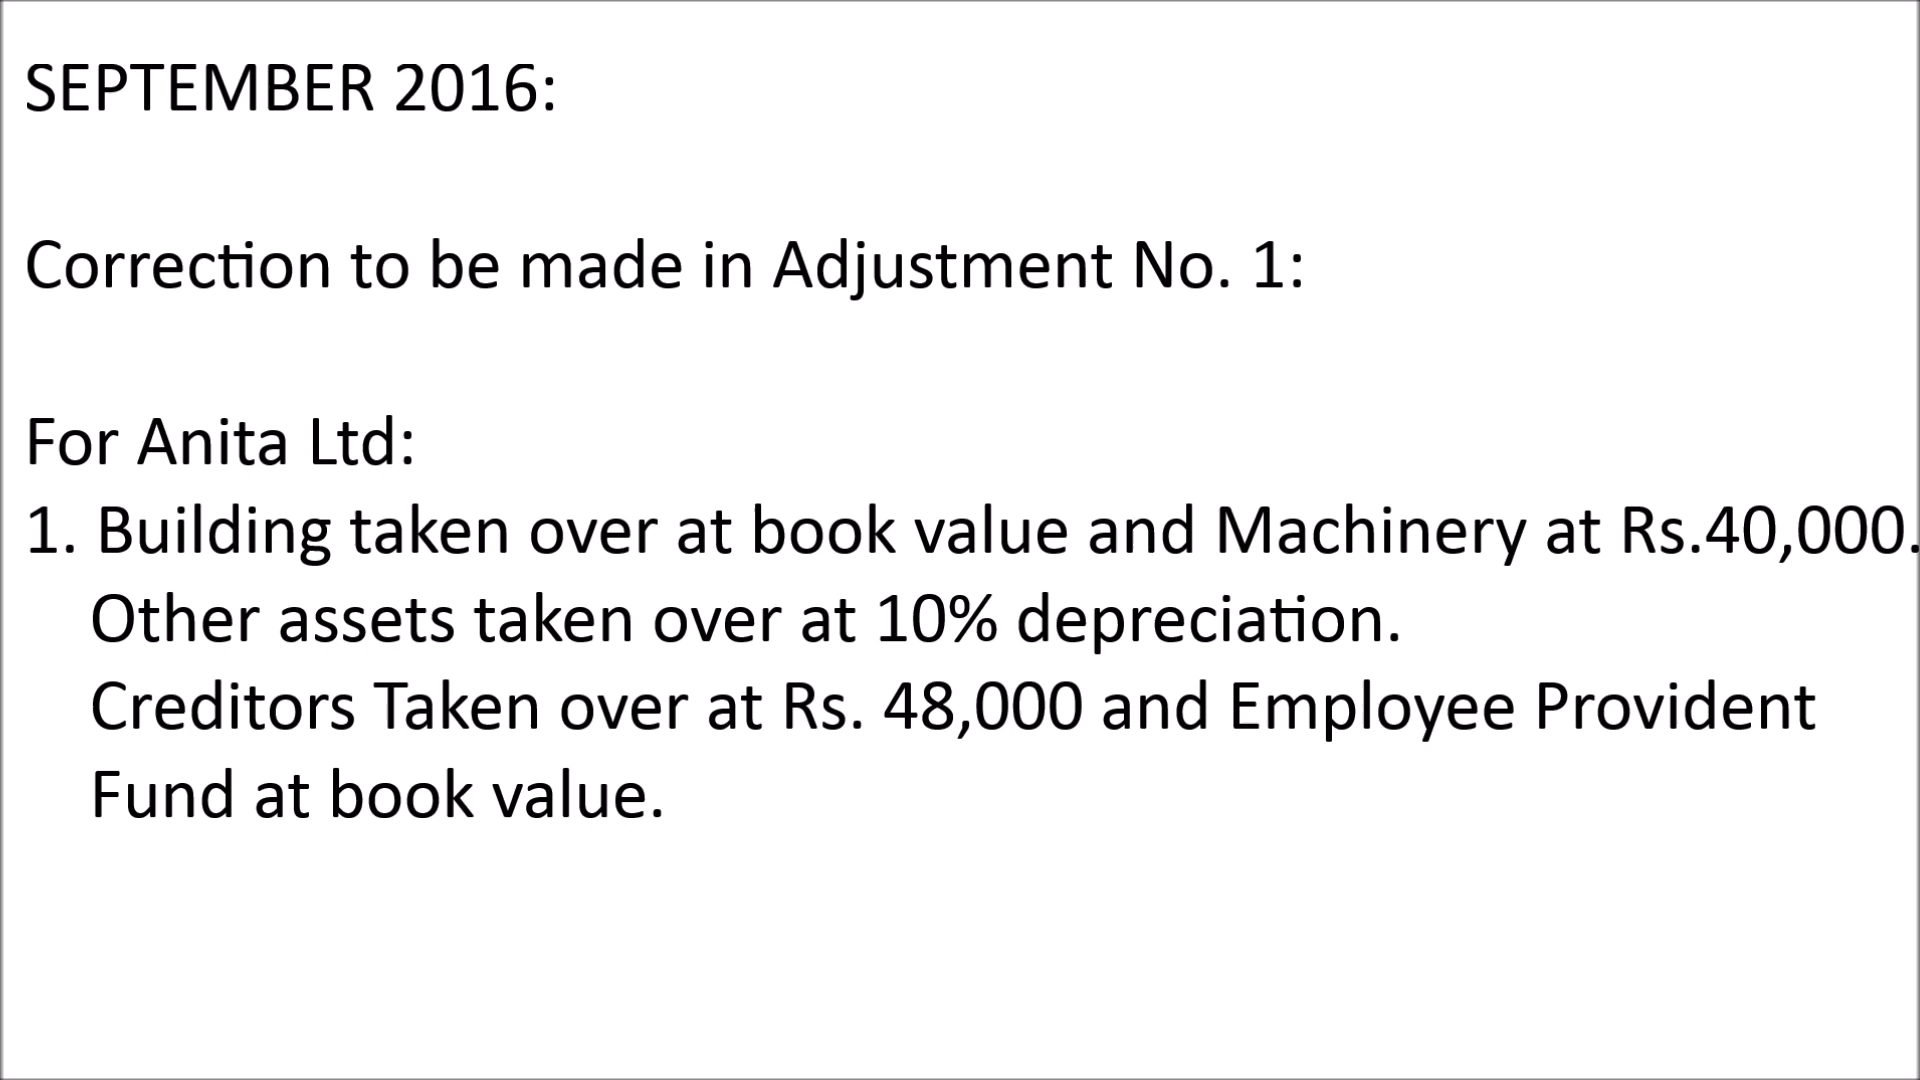 SEPTEMBER 2016:
Correction to be made in Adjustment No. 1:
For Anita Ltd:
1. Building taken over at book value and Machinery at Rs.40,000.
Other assets taken over at 10% depreciation.
Creditors Taken over at Rs. 48,000 and Employee Provident
Fund at book value.